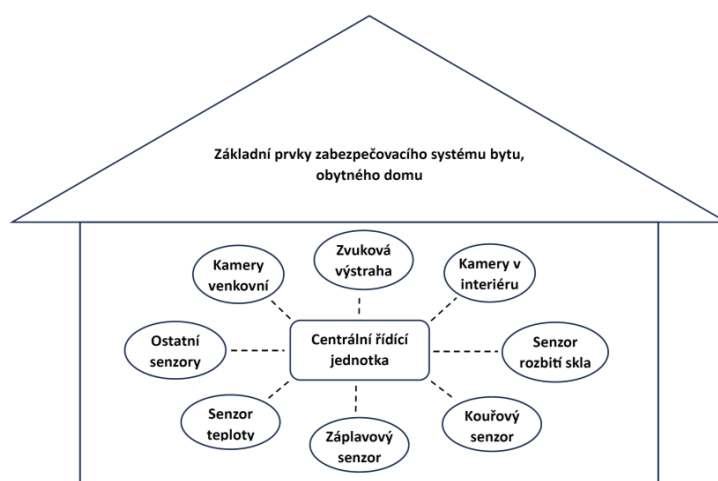 Základní prvky zabezpečovacího systému bytu,
obytného domu
Zvuková
výstraha
Kamery
venkovní
Kamery v
interiéru
Ostatní
senzory
Centrální řídící
jednotka
Senzor
rozbití skla
Senzor
teploty
Záplavový
senzor
Kouřový
senzor